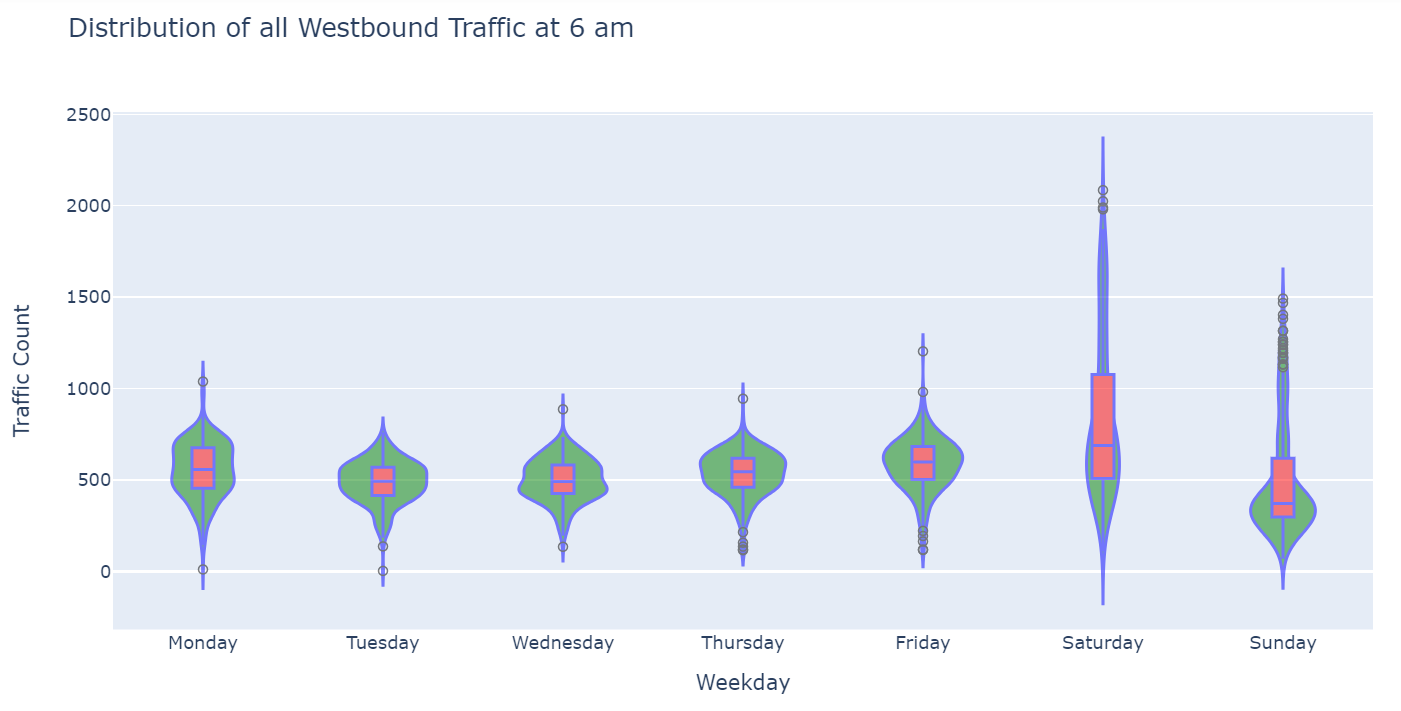 Distribution of all Westbound Traffic at 6 am
2500
2000
1500
1000
500
0
Traffic Count
Monday Tuesday Wednesday Thursday Friday Saturday Sunday
Weekday